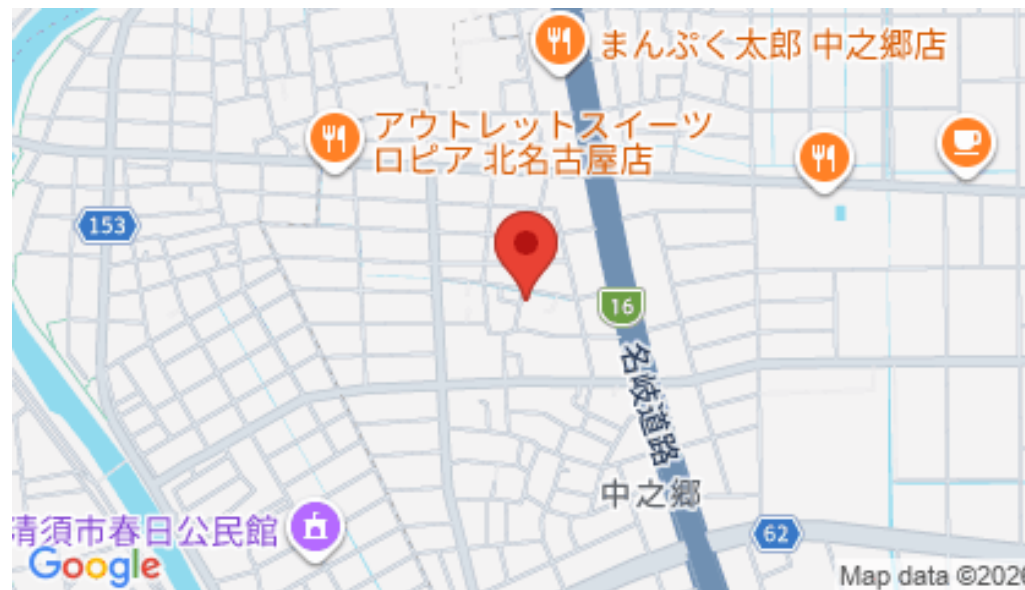 まんぷく太郎 中之郷店
アウトレットスイーツ
ロピア 北名古屋店
153
16
名岐道路
中之郷
清須市春日公民館
62
Google
Map data ©2026